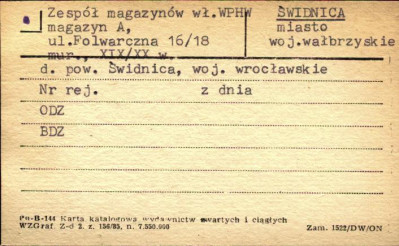 Zespół magazynów wł.WPHW
magazyn A,
ul.Folwarczna 16/18
mur., XIX/XX w.
ŚWIDNICA
miasto
woj.wałbrzyskie
d. pow. Świdnica, woj. wrocławskie
Nr rej. z dnia
ODZ
BDZ
Pu-B-144 Karta katalogowa wydawnictw zwartych i ciągłych
WZGraf. Z-d 2. z. 156/85, n. 7.550.000
Zam. 1522/DW/ON